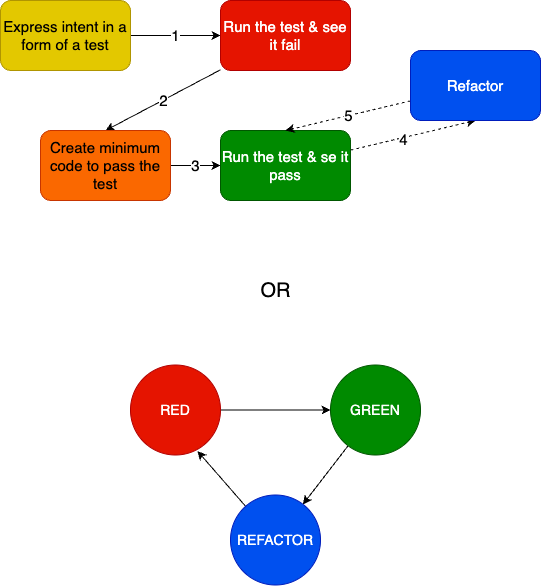 Express intent in a
form of a test
1
Run the test & see
it fail
2
Refactor
5
4
Create minimum
code to pass the
test
3
Run the test & se it
pass
OR
RED
GREEN
REFACTOR